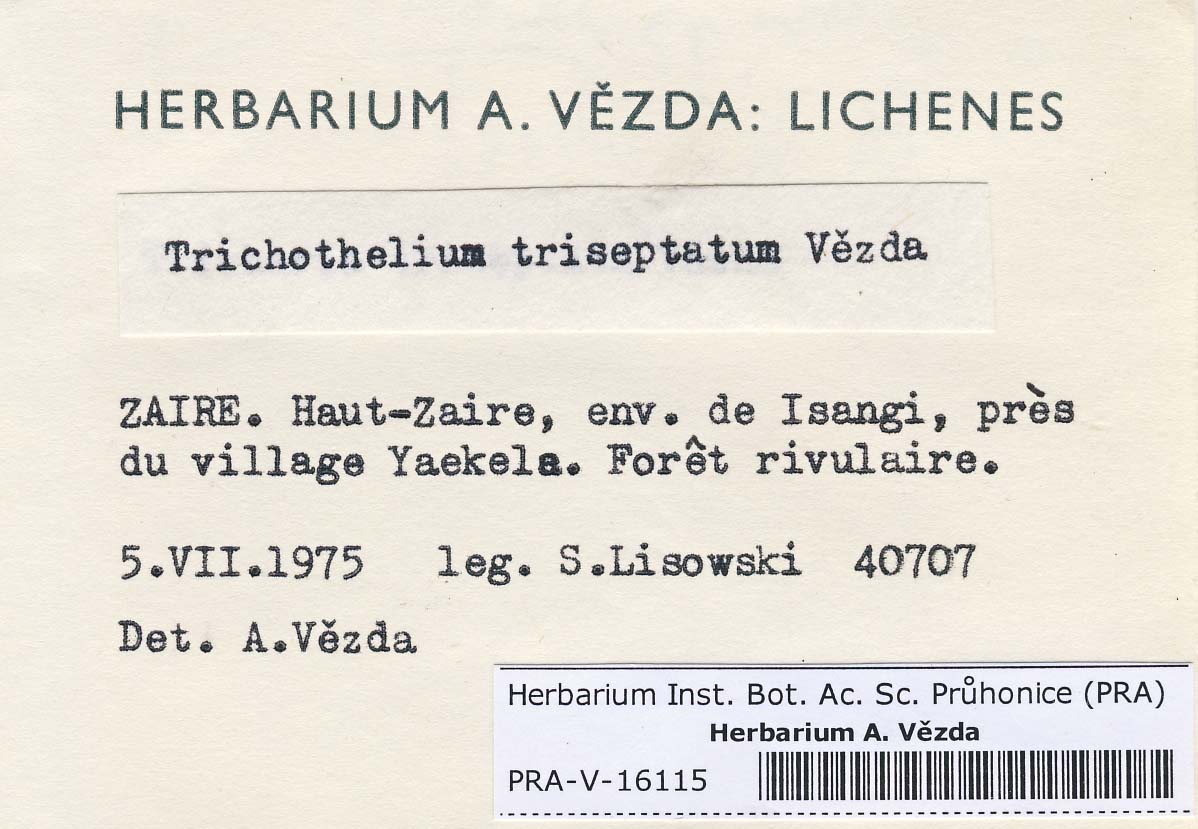 HERBARIUM A. VĚZDA: LICHENES
Trichothelium triseptatum Vězda
ZAIRE. Haut-Zaire, env. de Isangi, près
du village Yaekela. Forêt rivulaire.
5.VII.1975 leg. S.Lisowski 40707
Det. A.Vězda
Herbarium Inst. Bot. Ac. Sc. Průhonice (PRA)
Herbarium A. Vězda
PRA-V-16115